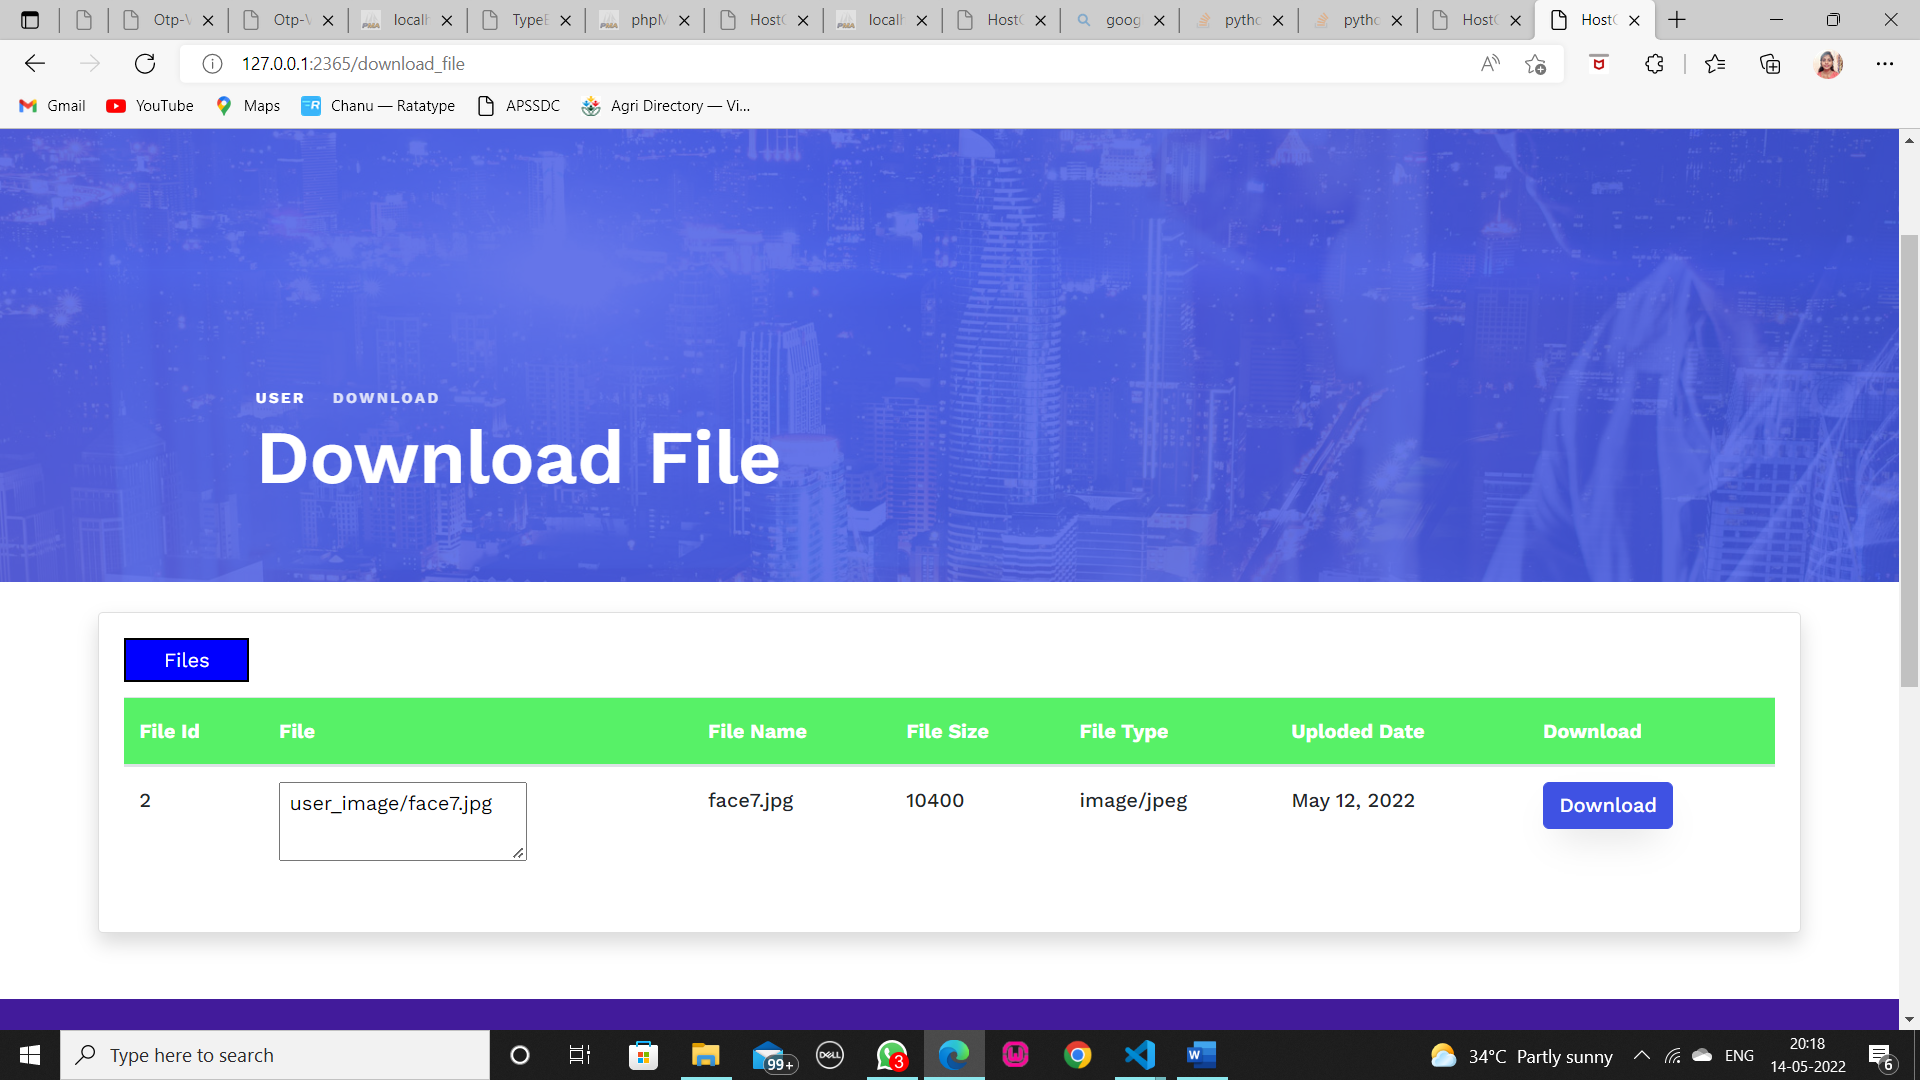 Otp-V
Otp-V
localh
TypeE
phpM
HostC
localh
HostC
goog
pytho
pytho
HostC
HostC
127.0.0.1:2365/download_file
Gmail
YouTube
Maps
Chanu — Ratatype
APSSDC
Agri Directory — Vi...
USER DOWNLOAD
Download File
Files
File Id File File Name File Size File Type Uploded Date Download
2 user_image/face7.jpg face7.jpg 10400 image/jpeg May 12, 2022 Download
Type here to search
99+
DELL
3
34°C Partly sunny
ENG
20:18
14-05-2022
6